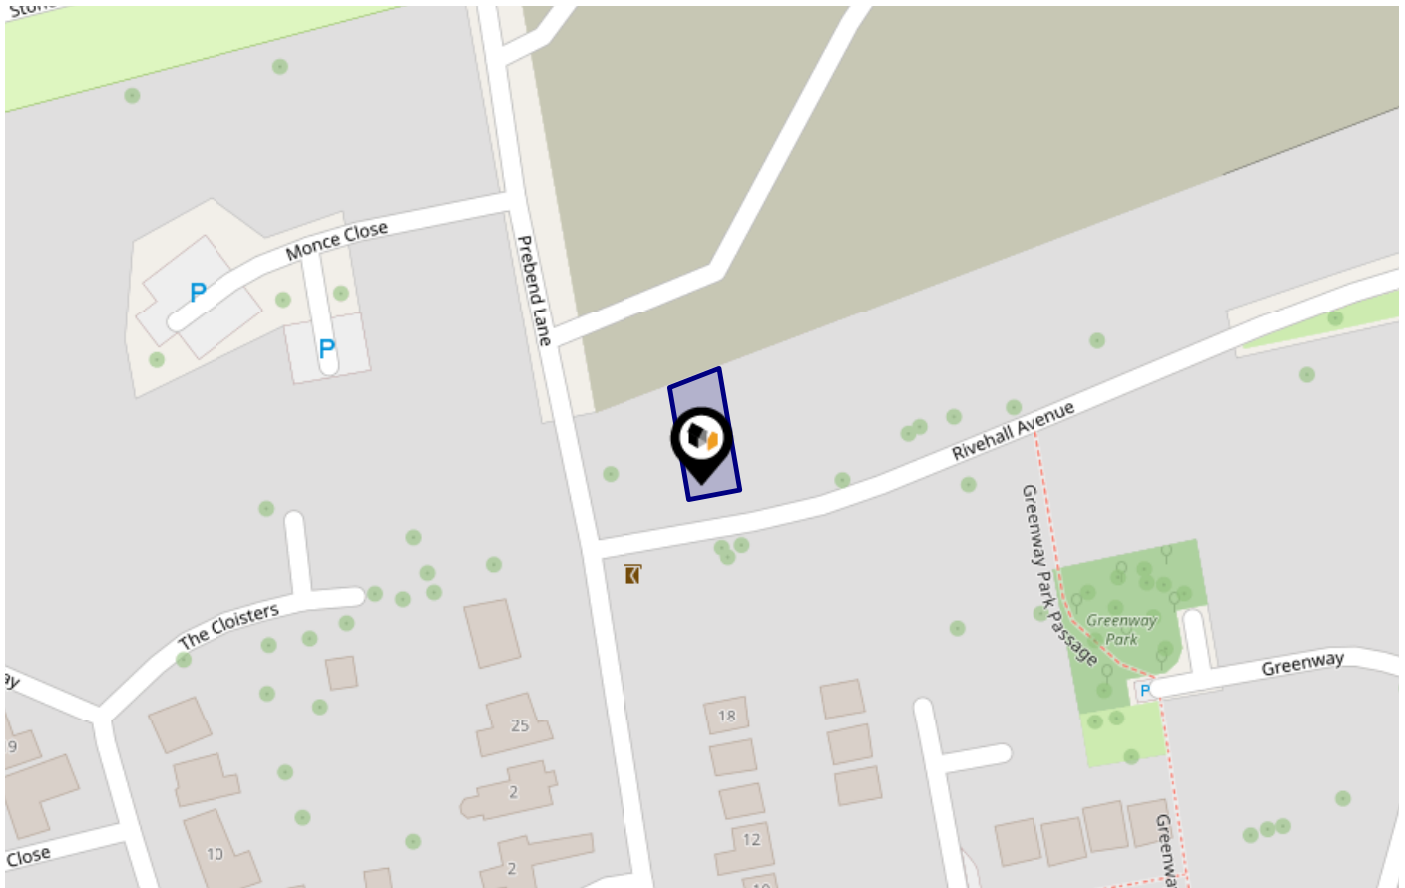 Monce Close
P
P
Prebend Lane
Rivehall Avenue
Greenway Park Passage
The Cloisters
Greenway
Park
Greenway
P
18
25
9
2
12
10
2
Close